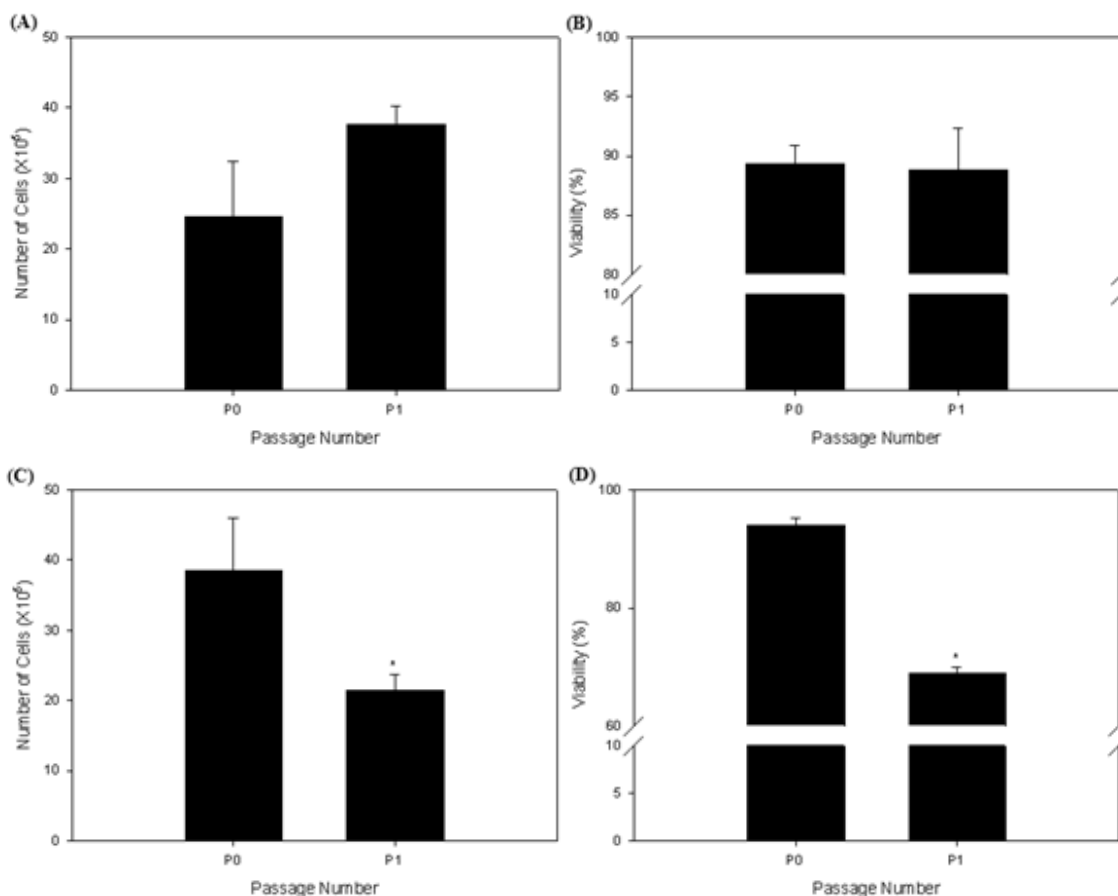 (A)
50
40
30
20
10
0
Number of Cells (X10⁶)
P0 P1
Passage Number
(B)
100
95
90
85
80
10
5
0
Viability (%)
P0 P1
Passage Number
(C)
50
40
30
20
10
0
Number of Cells (X10⁶)
P0 P1
*
Passage Number
(D)
100
80
60
10
5
0
Viability (%)
P0 P1
*
Passage Number